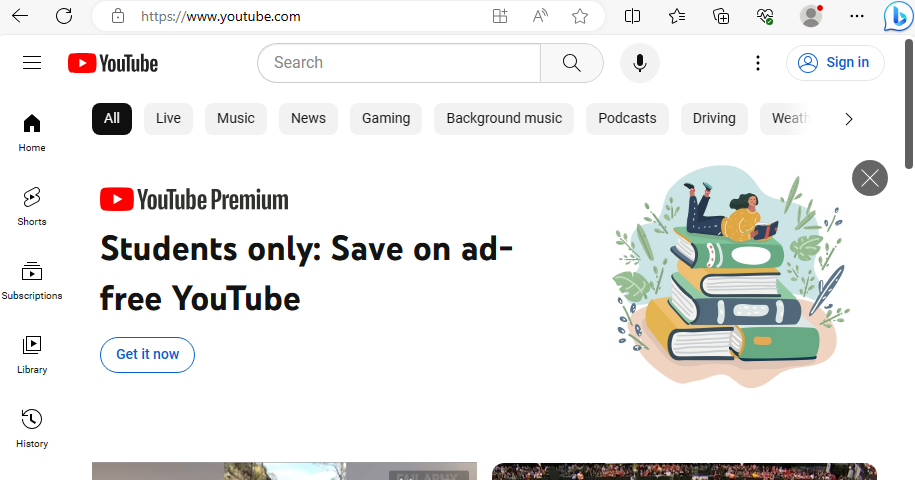 https://www.youtube.com
YouTube
Search
Sign in
All
Live
Music
News
Gaming
Background music
Podcasts
Driving
Home
Shorts
Subscriptions
Library
History
YouTube Premium
Students only: Save on ad-
free YouTube
Get it now